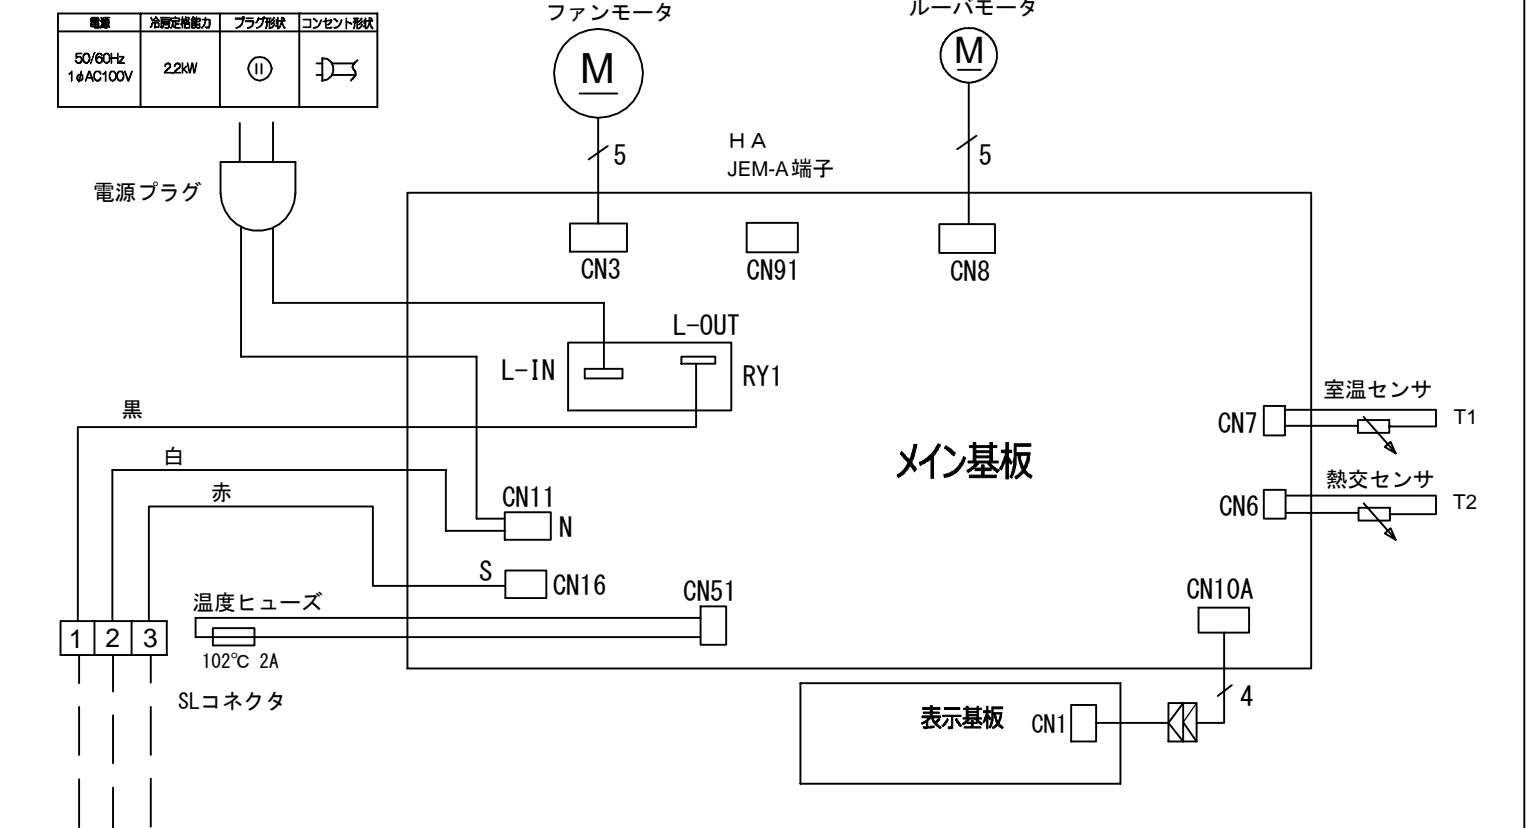 ファンモータ
ルーバモータ
電源
冷房定格能力
プラグ形状
コンセント形状
50/60Hz
1φAC100V
2.2kW
M
M
5
5
HA
JEM-A端子
電源プラグ
CN3
CN91
CN8
L-OUT
L-IN
RY1
室温センサ
黒
CN7
T1
メイン基板
白
熱交センサ
赤
CN11
N
CN6
T2
S
CN16
CN51
CN10A
温度ヒューズ
1
2
3
102℃ 2A
SLコネクタ
4
表示基板
CN1